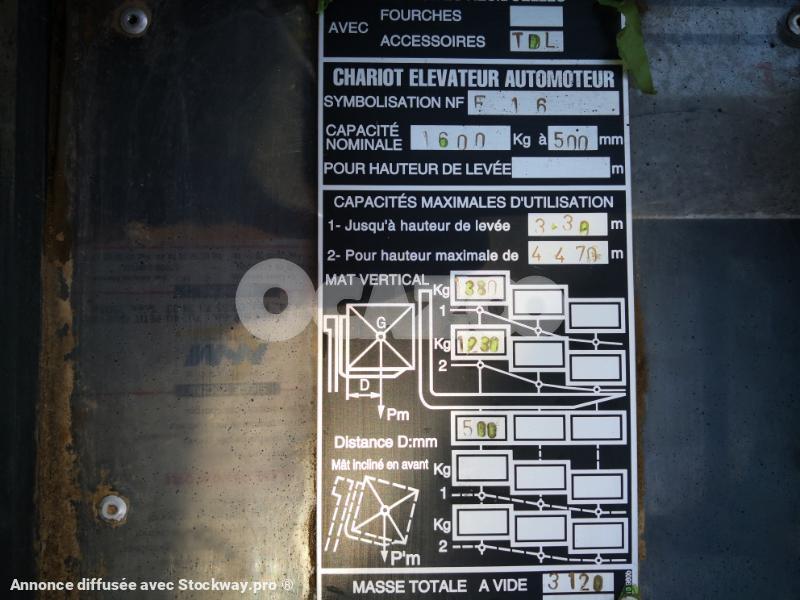 FOURCHES
AVEC
ACCESSOIRES TDL
CHARIOT ELEVATEUR AUTOMOTEUR
SYMBOLISATION NF F 16
CAPACITÉ
NOMINALE 1600 Kg à 500 mm
POUR HAUTEUR DE LEVÉE m
CAPACITÉS MAXIMALES D'UTILISATION
1- Jusqu'à hauteur de levée 3.30 m
2- Pour hauteur maximale de 4 470 m
MAT VERTICAL
Kg 1380
1
G
Kg 1230
2
D
Pm
Distance D:mm 500
Mât incliné en avant
Kg
1
Kg
2
P'm
MASSE TOTALE A VIDE 3120
Annonce diffusée avec Stockway.pro ®